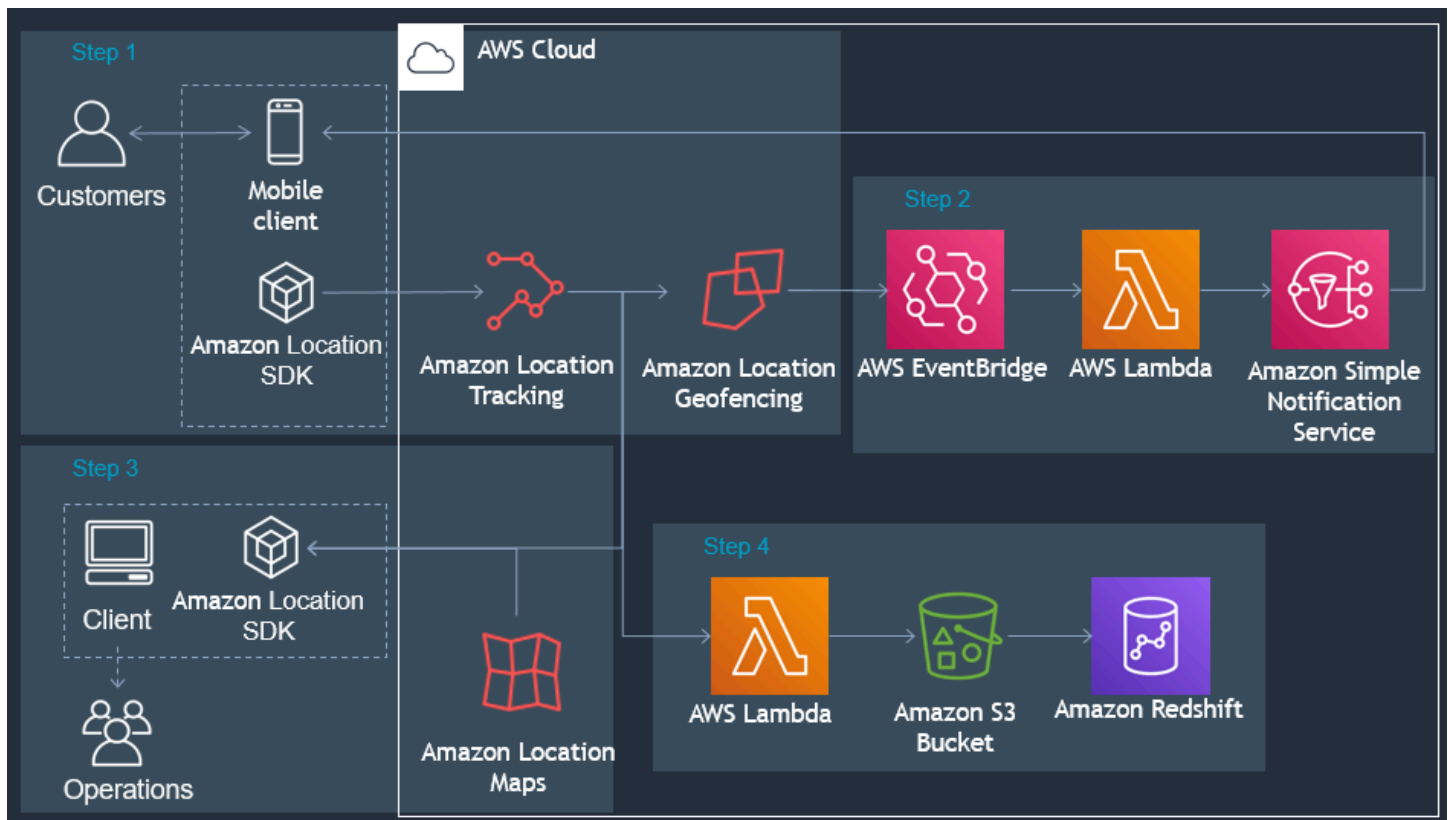 Step 1
AWS Cloud
Customers
Mobile
client
Amazon Location
SDK
Amazon Location
Tracking
Amazon Location
Geofencing
Step 2
AWS EventBridge
AWS Lambda
Amazon Simple
Notification
Service
Step 3
Client
Amazon Location
SDK
Operations
Amazon Location
Maps
Step 4
AWS Lambda
Amazon S3
Bucket
Amazon Redshift